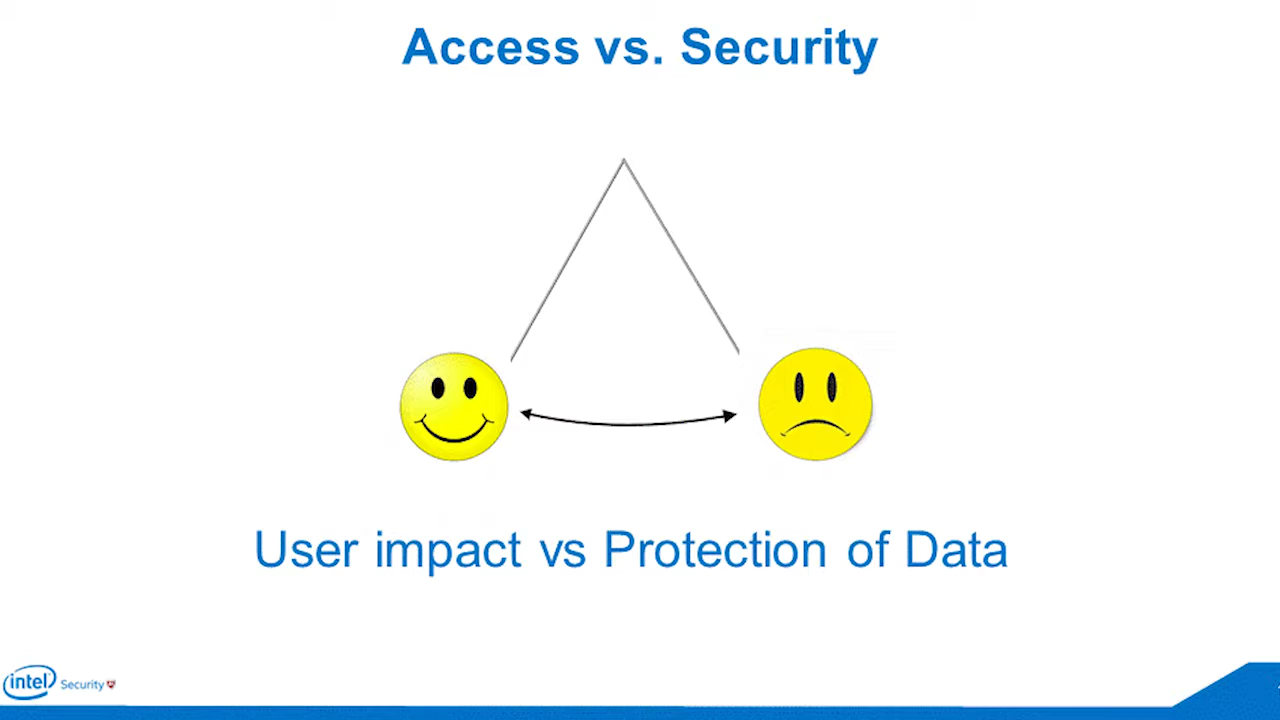 Access vs. Security
User impact vs Protection of Data
intel Security